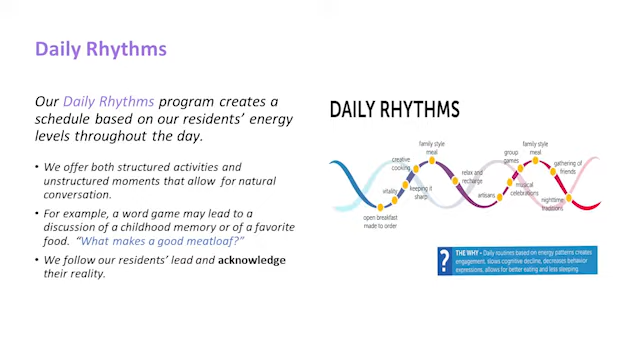 Daily Rhythms
Our Daily Rhythms program creates a
schedule based on our residents' energy
levels throughout the day.
• We offer both structured activities and
unstructured moments that allow for natural
conversation.
• For example, a word game may lead to a
discussion of a childhood memory or of a favorite
food. "What makes a good meatloaf?"
• We follow our residents' lead and acknowledge
their reality.
DAILY RHYTHMS
open breakfast
made to order
vitality
creative
cooking
keeping it
sharp
family style
meal
relax and
recharge
artisans
group
games
musical
celebrations
family style
meal
nighttime
traditions
gathering of
friends
?
THE WHY - Daily routines based on energy patterns creates
engagement, slows cognitive decline, decreases behavior
expressions, allows for better eating and less sleeping.